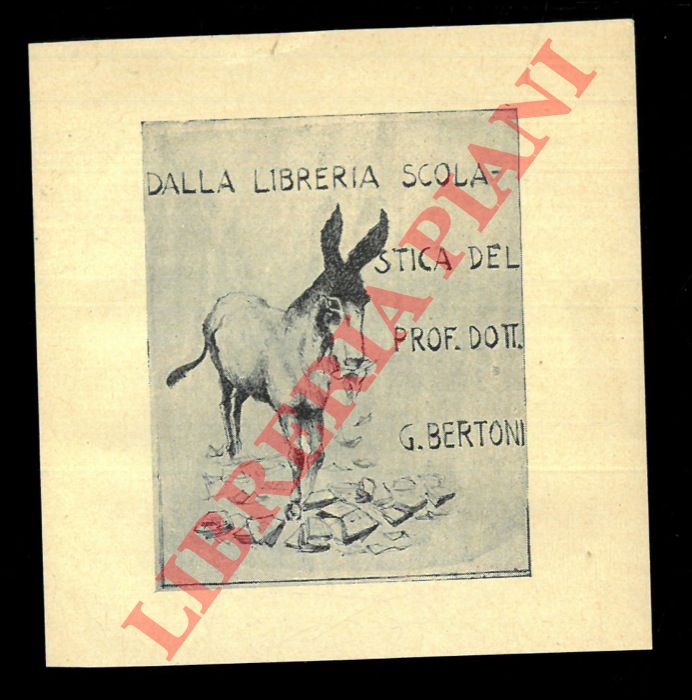 DALLA LIBRERIA SCOLA-
STICA DEL
PROF. DOTT.
G. BERTONI
LIBRERIA PIANI